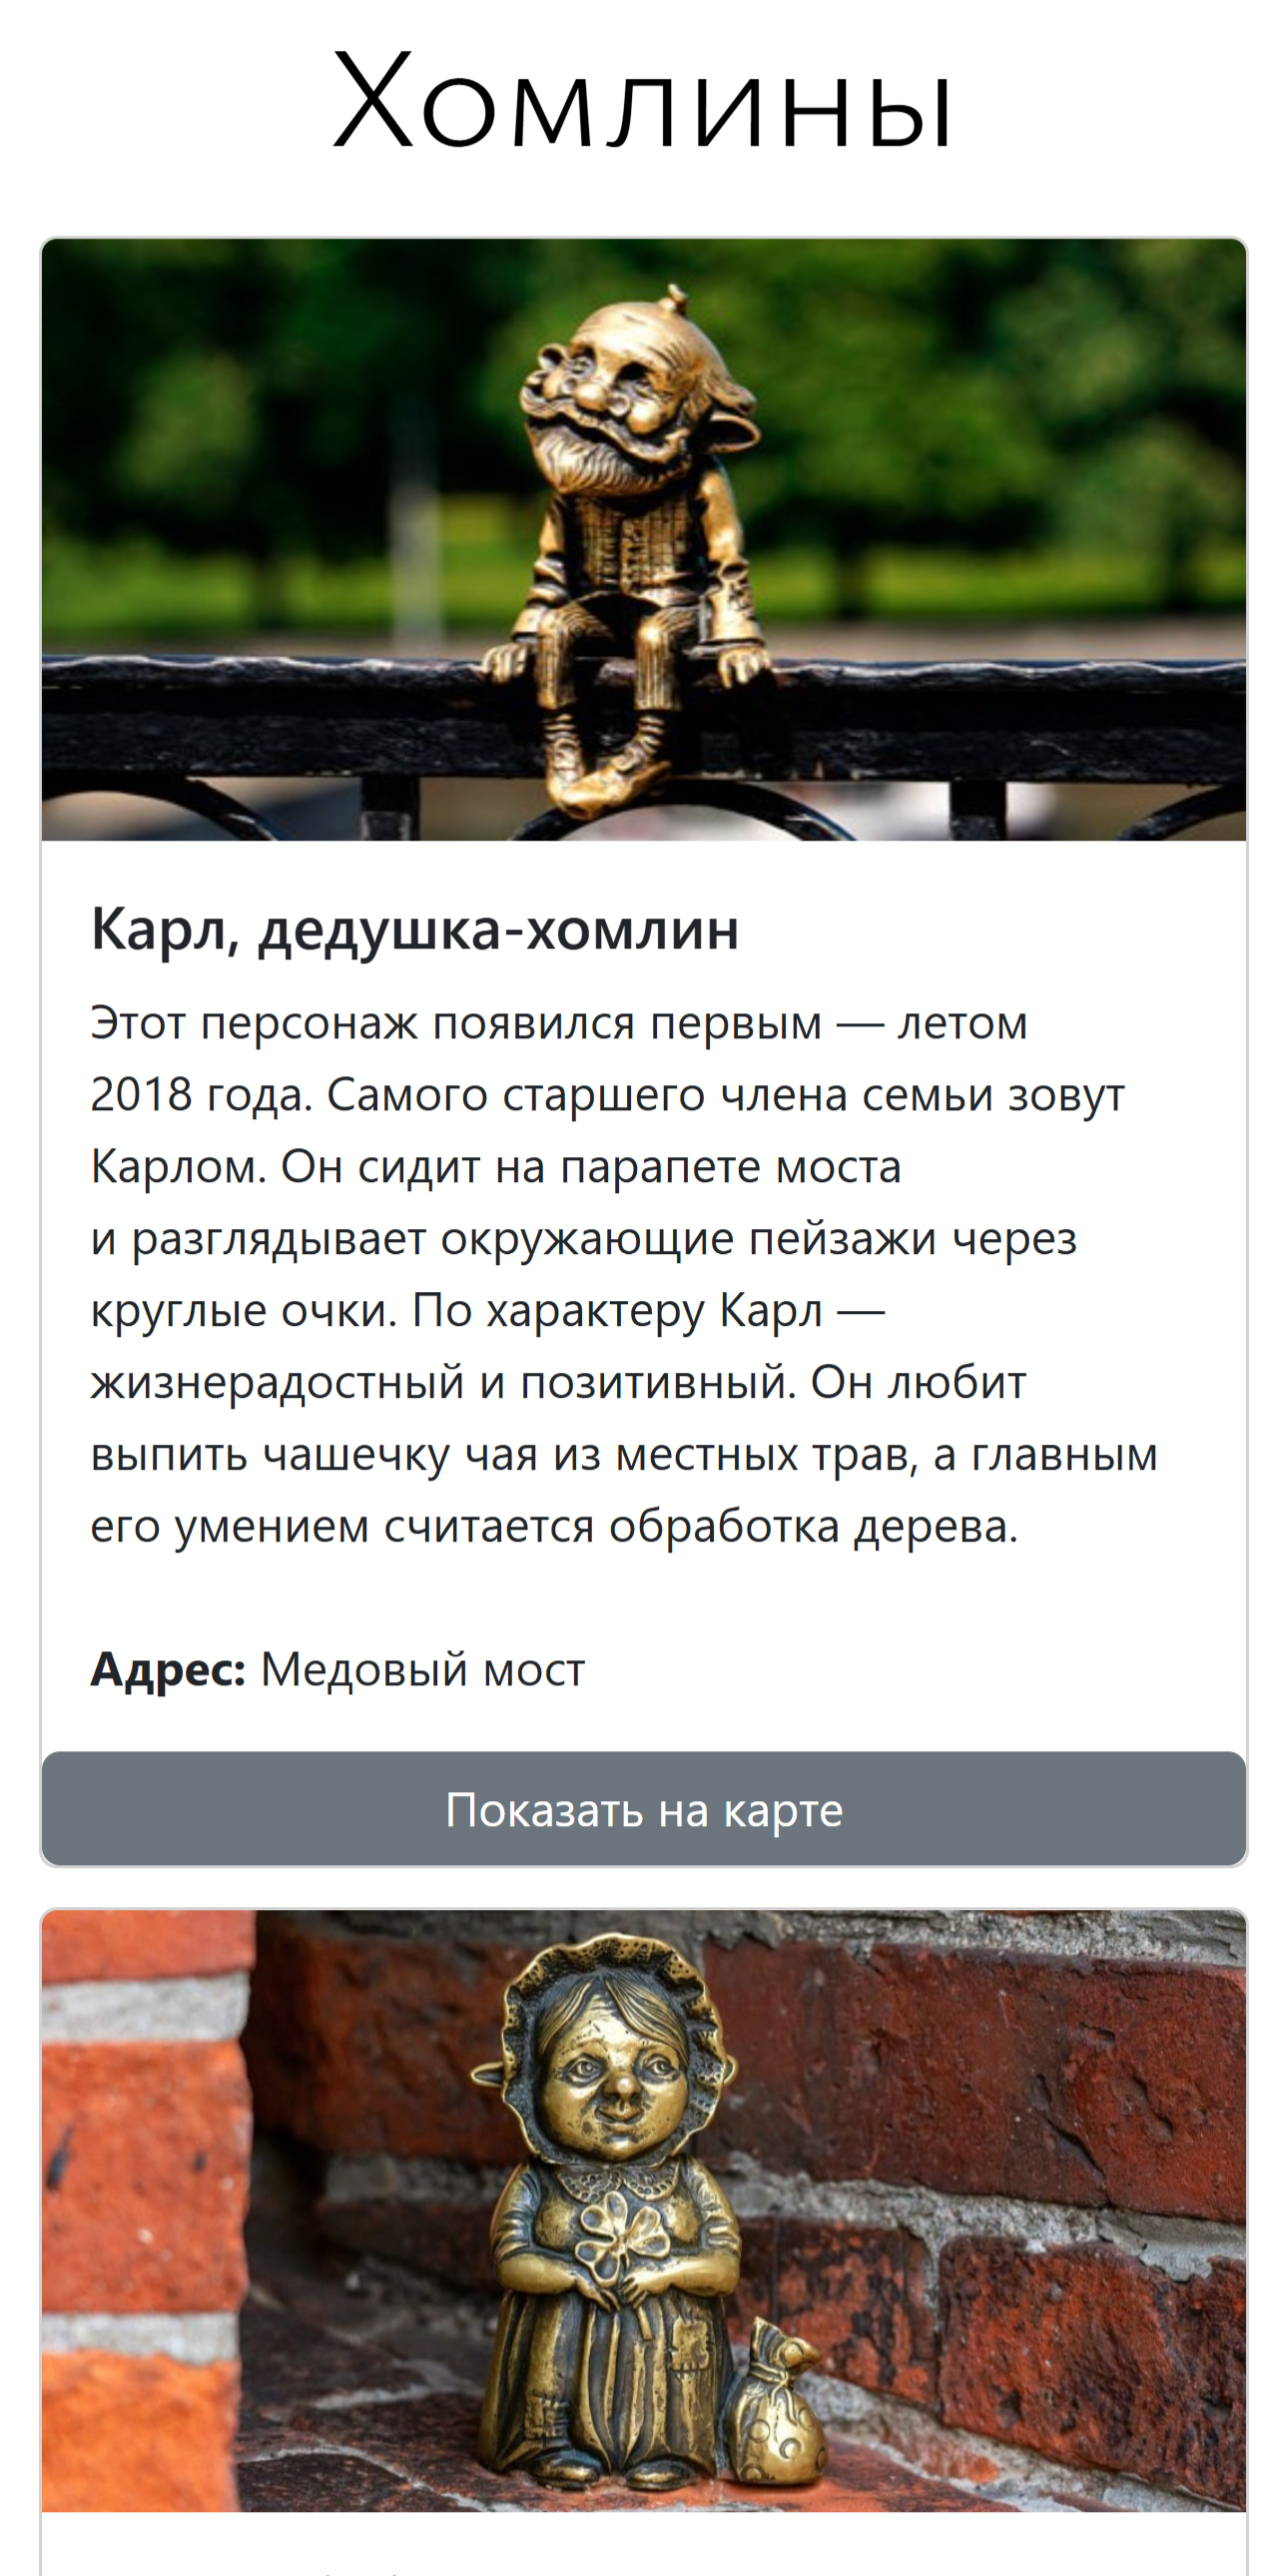 Хомлины
Карл, дедушка-хомлин
Этот персонаж появился первым — летом
2018 года. Самого старшего члена семьи зовут
Карлом. Он сидит на парапете моста
и разглядывает окружающие пейзажи через
круглые очки. По характеру Карл —
жизнерадостный и позитивный. Он любит
выпить чашечку чая из местных трав, а главным
его умением считается обработка дерева.
Адрес: Медовый мост
Показать на карте